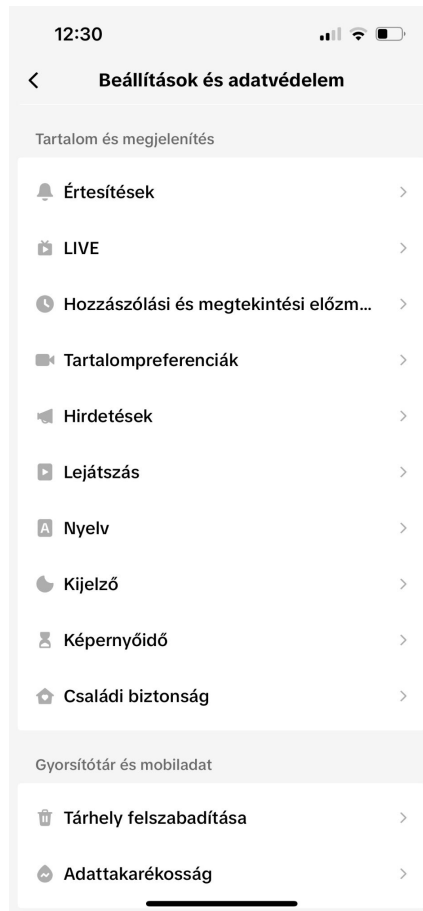 12:30
Beállítások és adatvédelem
Tartalom és megjelenítés
Értesítések
LIVE
Hozzászólási és megtekintési előzm...
Tartalompreferenciák
Hirdetések
Lejátszás
A Nyelv
Kijelző
Képernyőidő
Családi biztonság
Gyorsítótár és mobiladat
Tárhely felszabadítása
Adattakarékosság